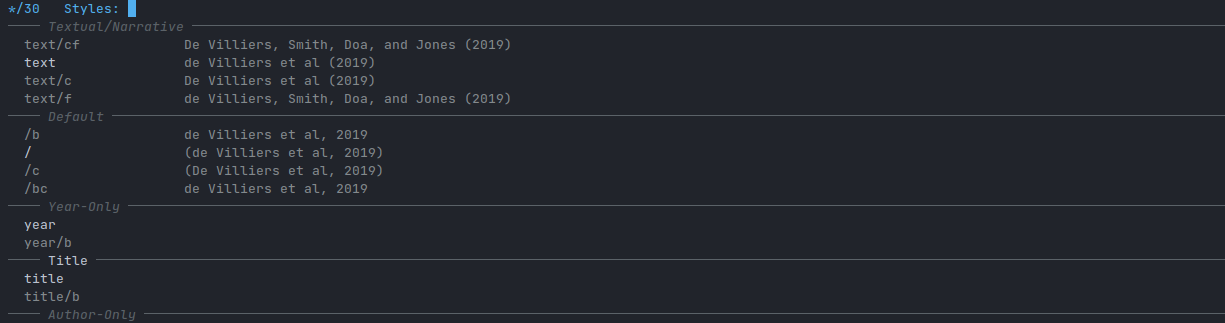 */30 Styles:
Textual/Narrative
text/cf De Villiers, Smith, Doa, and Jones (2019)
text de Villiers et al (2019)
text/c De Villiers et al (2019)
text/f de Villiers, Smith, Doa, and Jones (2019)
Default
/b de Villiers et al, 2019
/ (de Villiers et al, 2019)
/c (De Villiers et al, 2019)
/bc de Villiers et al, 2019
Year-Only
year
year/b
Title
title
title/b
Author-Only